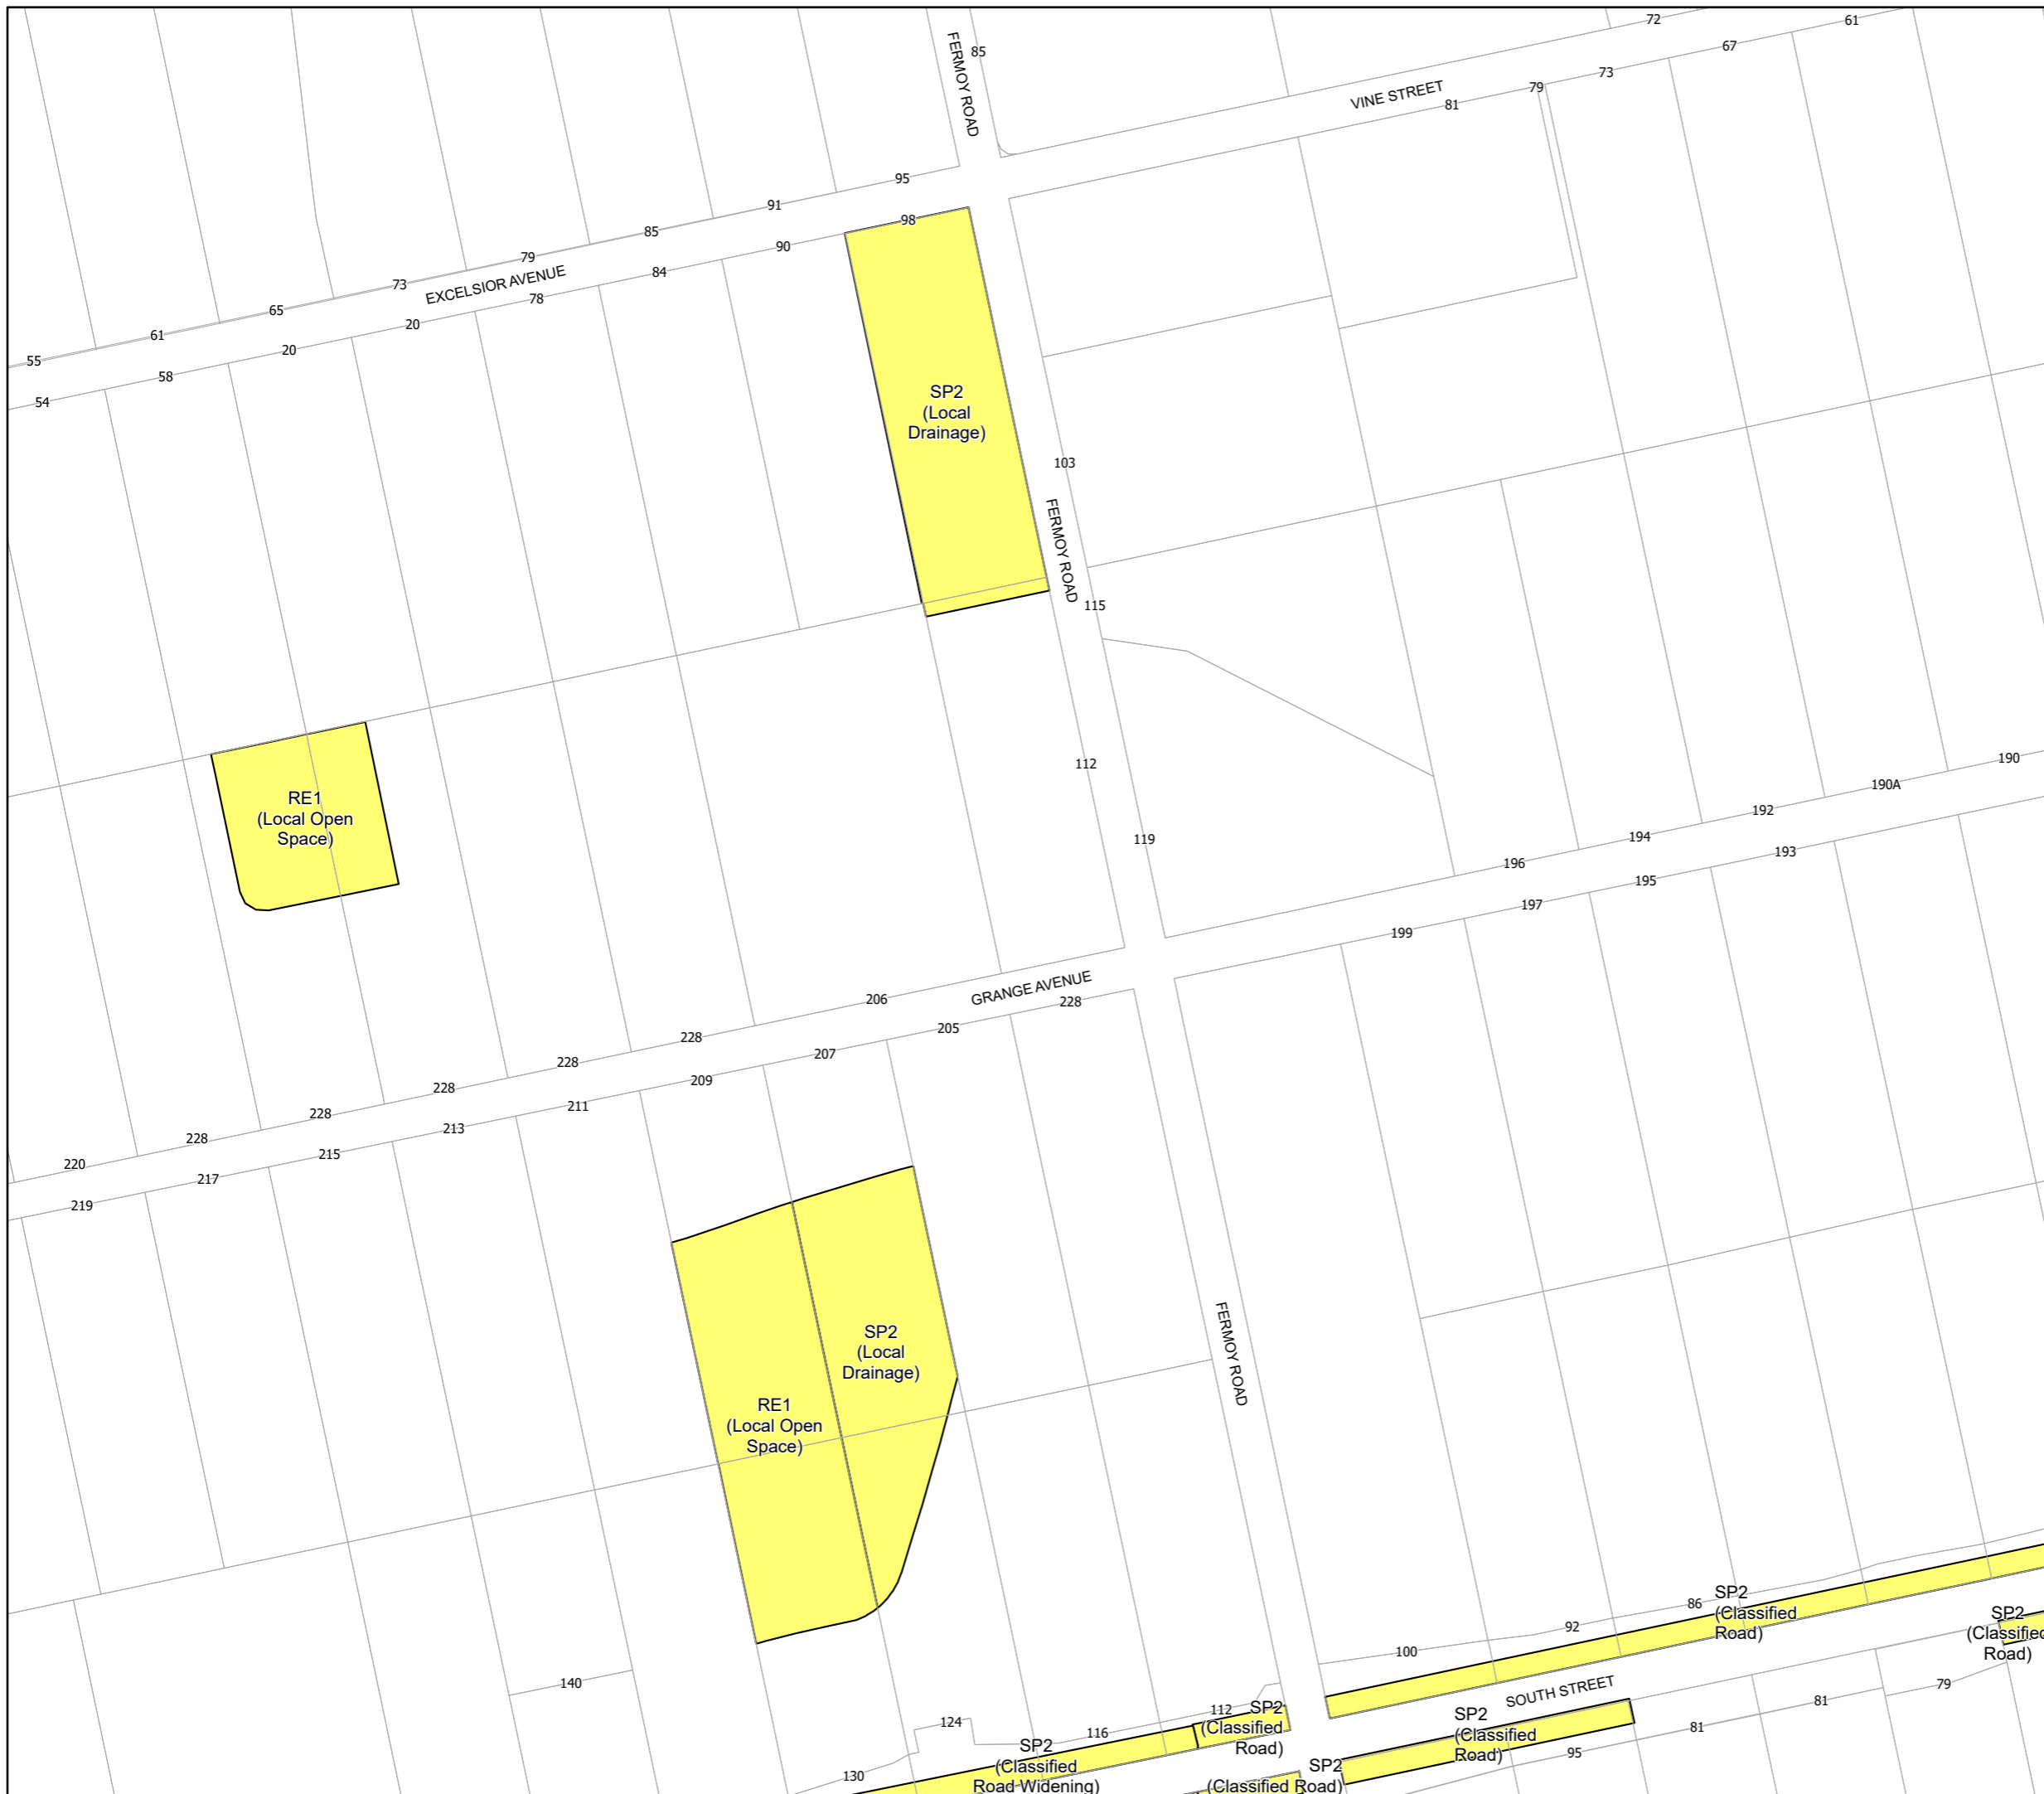 72
61
67
85
FERMOY ROAD
73
79
VINE STREET
81
95
91
98
85
90
79
84
73
EXCELSIOR AVENUE
78
65
20
61
20
55
58
54
SP2
(Local
Drainage)
103
FERMOY ROAD
115
112
190
190A
RE1
(Local Open
Space)
192
119
194
193
196
195
197
199
GRANGE AVENUE
206
228
205
228
207
228
209
228
211
228
213
228
215
220
217
219
SP2
(Local
Drainage)
FERMOY ROAD
RE1
(Local Open
Space)
SP2
(Classified
Road)
86
92
100
SP2
(Classified
Road)
140
SOUTH STREET
79
81
81
SP2
(Classified
Road)
95
112
SP2
(Classified
Road)
124
116
SP2
(Classified
Road Widening)
130
SP2
(Classified Road)